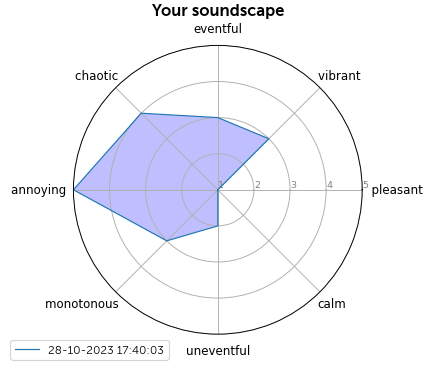 Your soundscape
eventful
chaotic
vibrant
annoying
1
2
3
4
5
pleasant
monotonous
calm
uneventful
28-10-2023 17:40:03